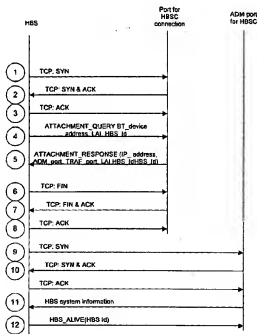 HBS
Port for
HBSC
connection
ADM port
for HBSC
1 TCP: SYN
2 TCP: SYN & ACK
3 TCP: ACK
4 ATTACHMENT_QUERY BT_device
address, LAI, HBS_Id
5 ATTACHMENT_RESPONSE (IP_address,
ADM_port, TRAF_port, LAI HBS_Id HBS_Id)
6 TCP: FIN
7 TCP: FIN & ACK
8 TCP: ACK
9 TCP: SYN
10 TCP: SYN & ACK
TCP: ACK
11 HBS system information
12 HBS_ALIVE(HBS Id)